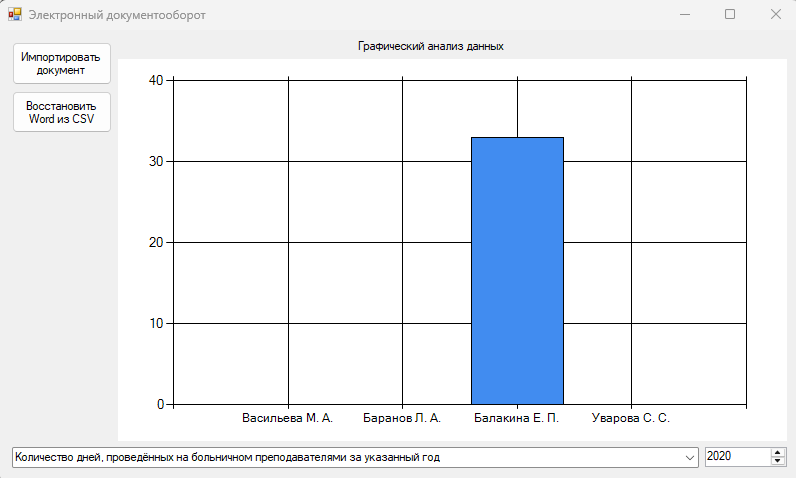 Электронный документооборот
Импортировать
документ
Восстановить
Word из CSV
Графический анализ данных
40
30
20
10
0
Васильева М. А. Баранов Л. А. Балакина Е. П. Уварова С. С.
Количество дней, проведённых на больничном преподавателями за указанный год
2020